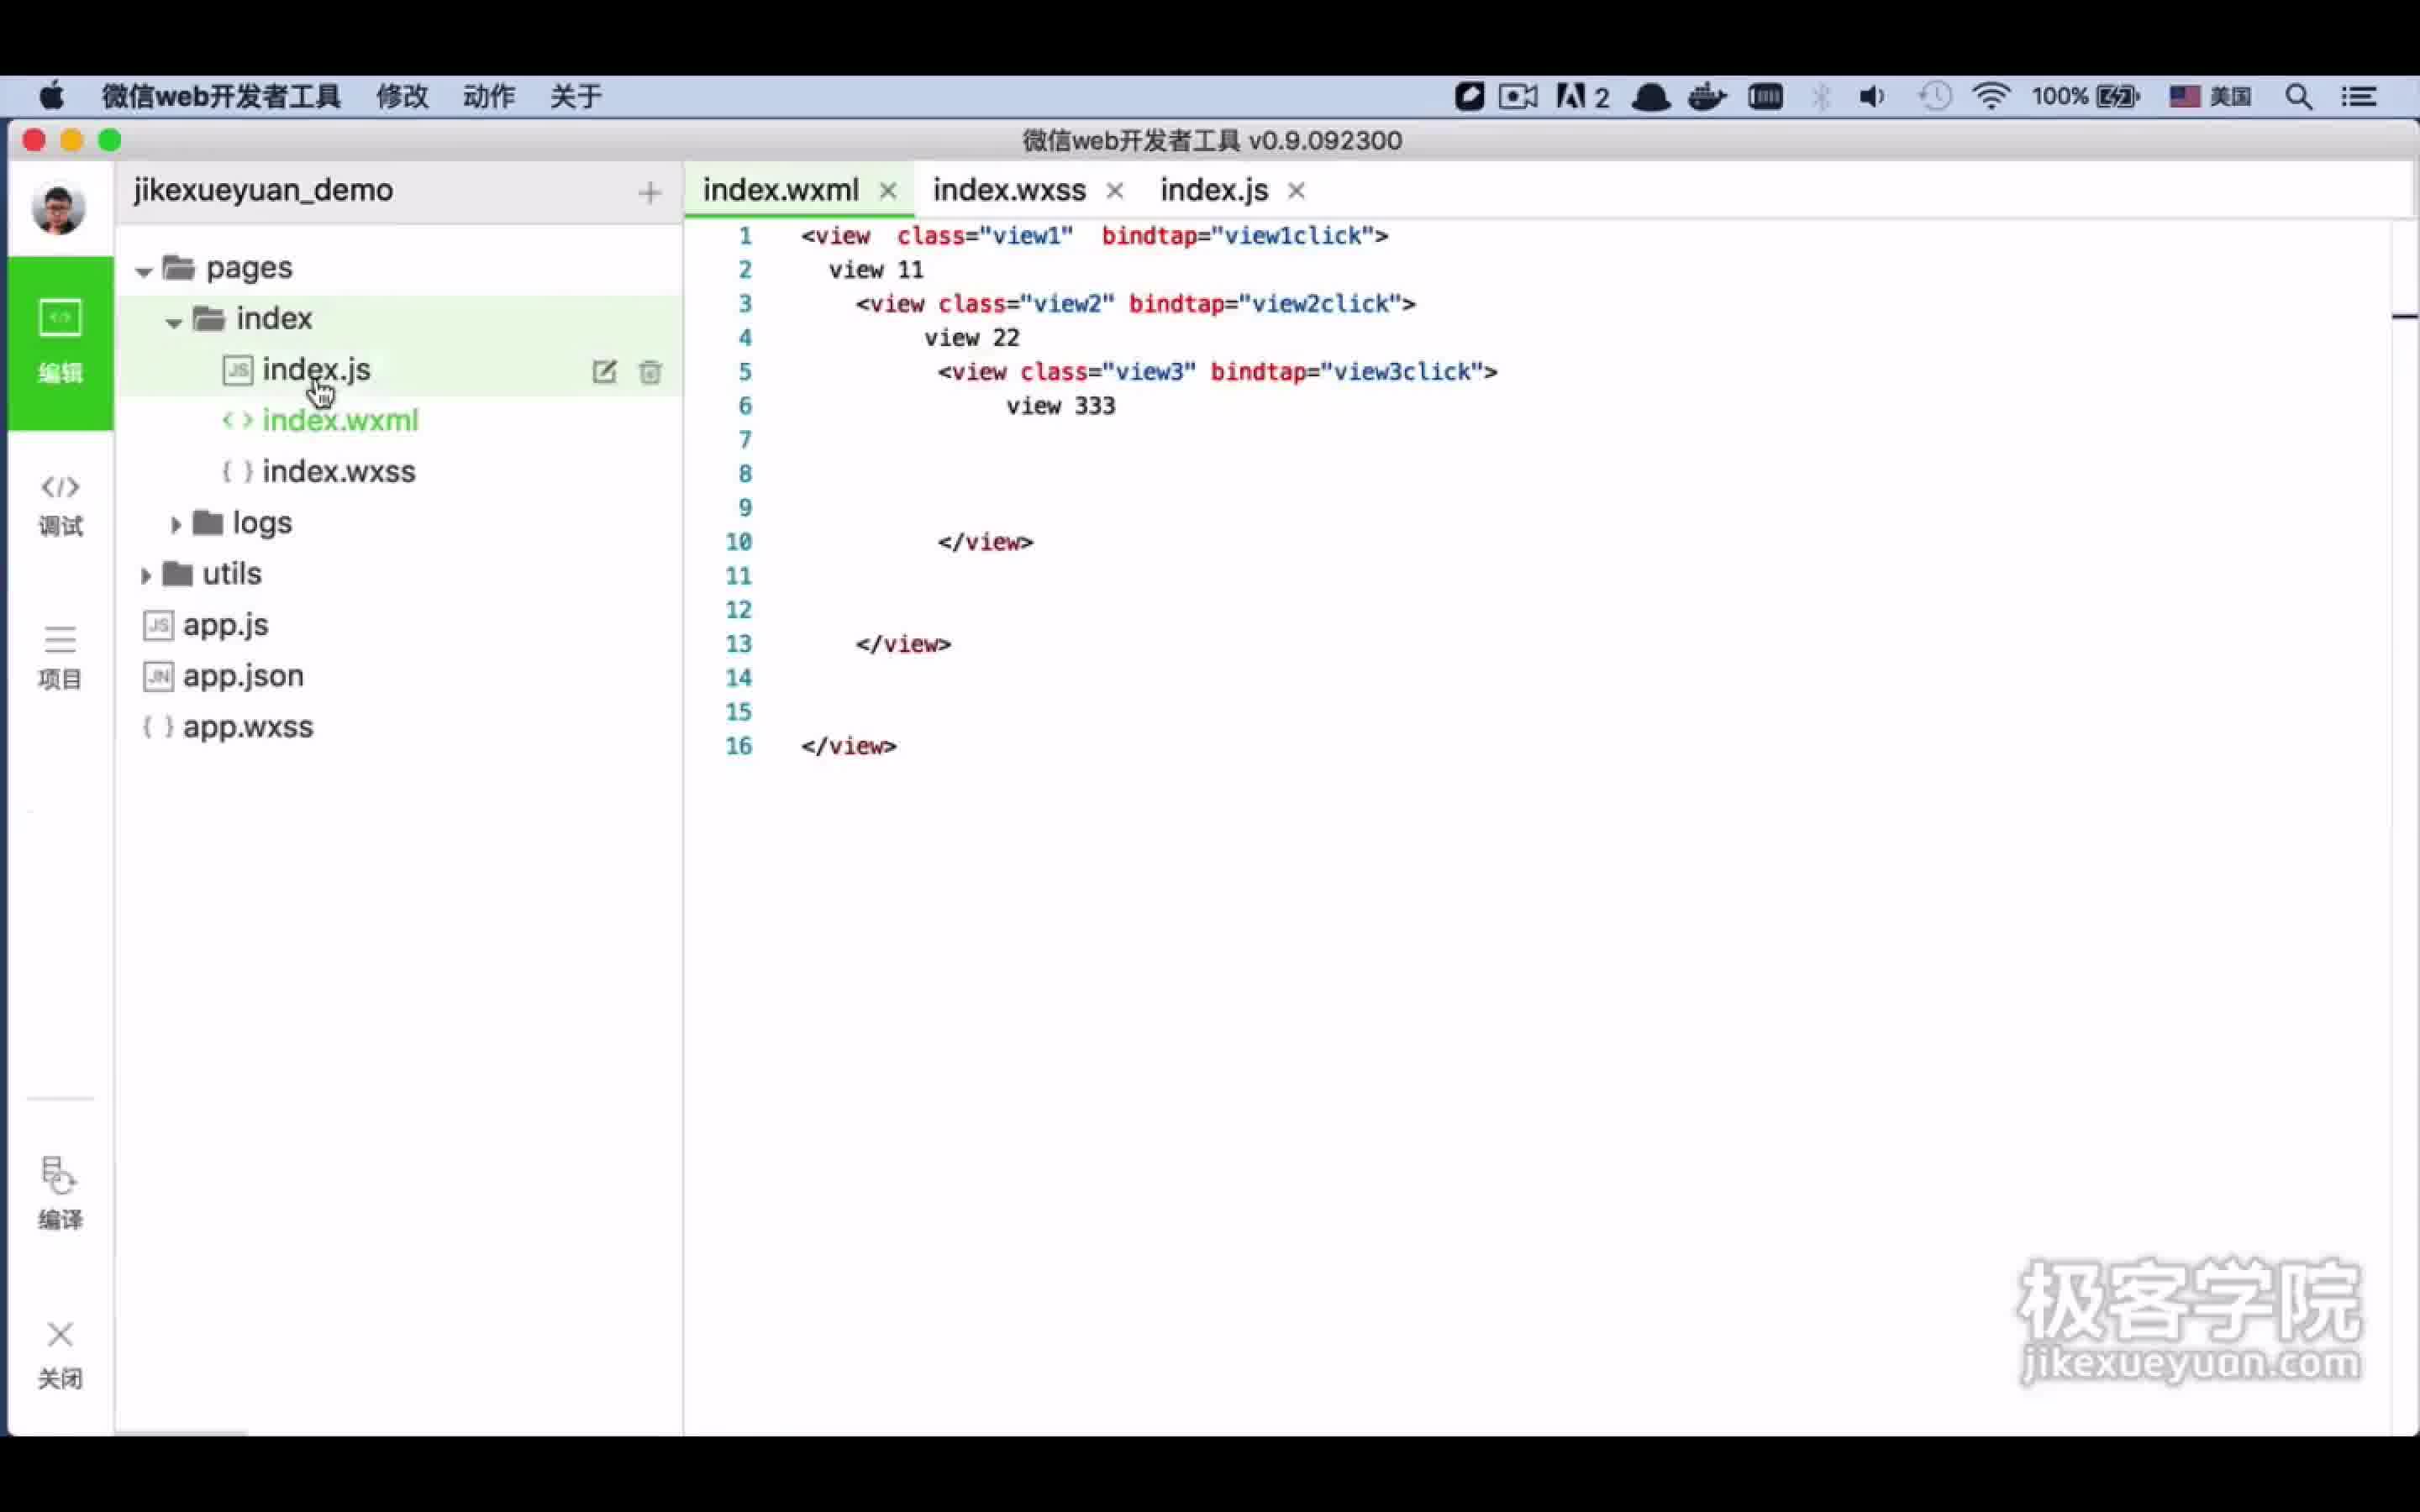 微信web开发者工具 修改 动作 关于 2 100% 美国
微信web开发者工具 v0.9.092300
jikexueyuan_demo
index.wxml index.wxss index.js
编辑
调试
项目
编译
关闭
pages
index
JS index.js
index.wxml
index.wxss
logs
utils
JS app.js
JN app.json
app.wxss
1 <view  class="view1"  bindtap="view1click">
2 view 11
3 <view class="view2" bindtap="view2click">
4 view 22
5 <view class="view3" bindtap="view3click">
6 view 333
7
8
9
10 </view>
11
12
13 </view>
14
15
16 </view>
极客学院
jikexueyuan.com